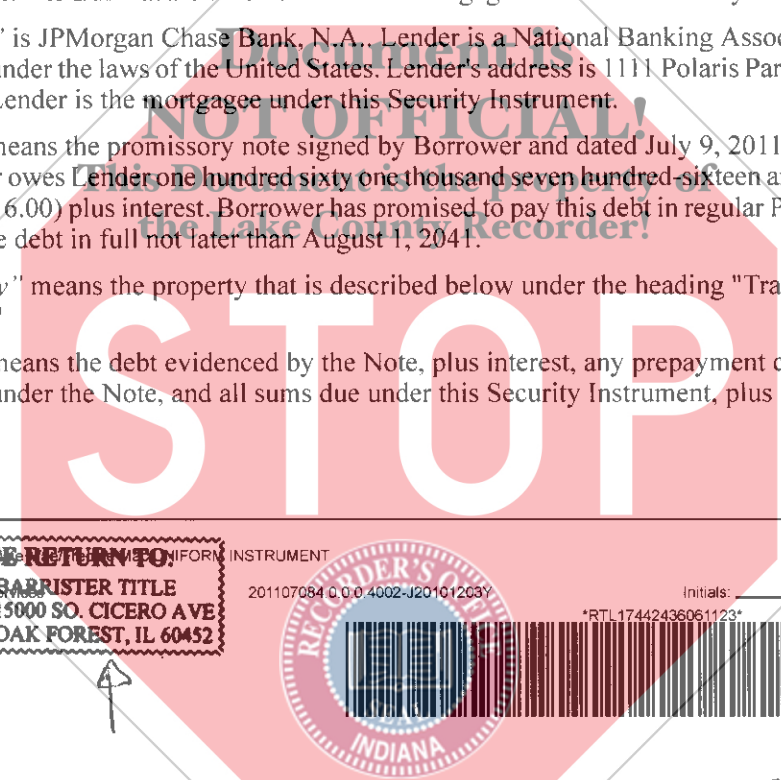 " is JPMorgan Chase Bank, N.A.. Lender is a National Banking Assoc
Document is
under the laws of the United States. Lender's address is 1111 Polaris Par
Lender is the mortgagee under this Security Instrument.
NOT OFFICIAL!
means the promissory note signed by Borrower and dated July 9, 2011
r owes Lender one hundred sixty one thousand seven hundred-sixteen a
This Document is the property of
6.00) plus interest. Borrower has promised to pay this debt in regular P
the Lake County Recorder!
e debt in full not later than August 1, 2041.
y" means the property that is described below under the heading "Tra
means the debt evidenced by the Note, plus interest, any prepayment c
under the Note, and all sums due under this Security Instrument, plus
STOP
E RETURN TO:
NIFORM INSTRUMENT
BARRISTER TITLE
15000 SO. CICERO AVE
OAK FOREST, IL 60452
201107084.0.0.0.4002-J20101203Y
Initials:
*RTL17442436061123*
RECORDER'S OFFICE
SEAL
INDIANA